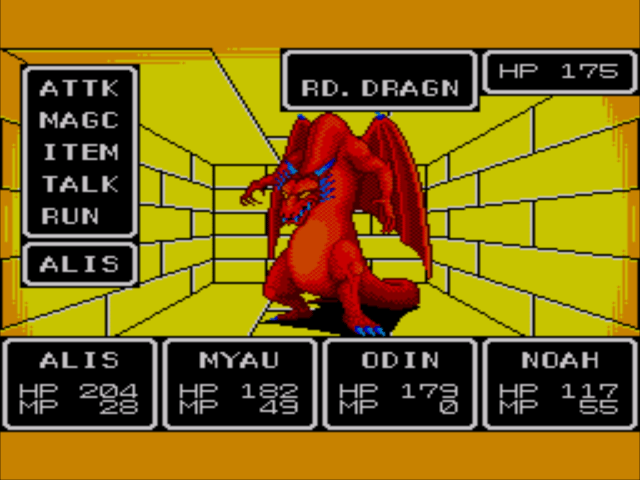 RD. DRAGN
HP 175
ATTK
MAGC
ITEM
TALK
RUN
ALIS
ALIS
HP 204
MP 28
MYAU
HP 182
MP 49
ODIN
HP 179
MP 0
NOAH
HP 117
MP 55